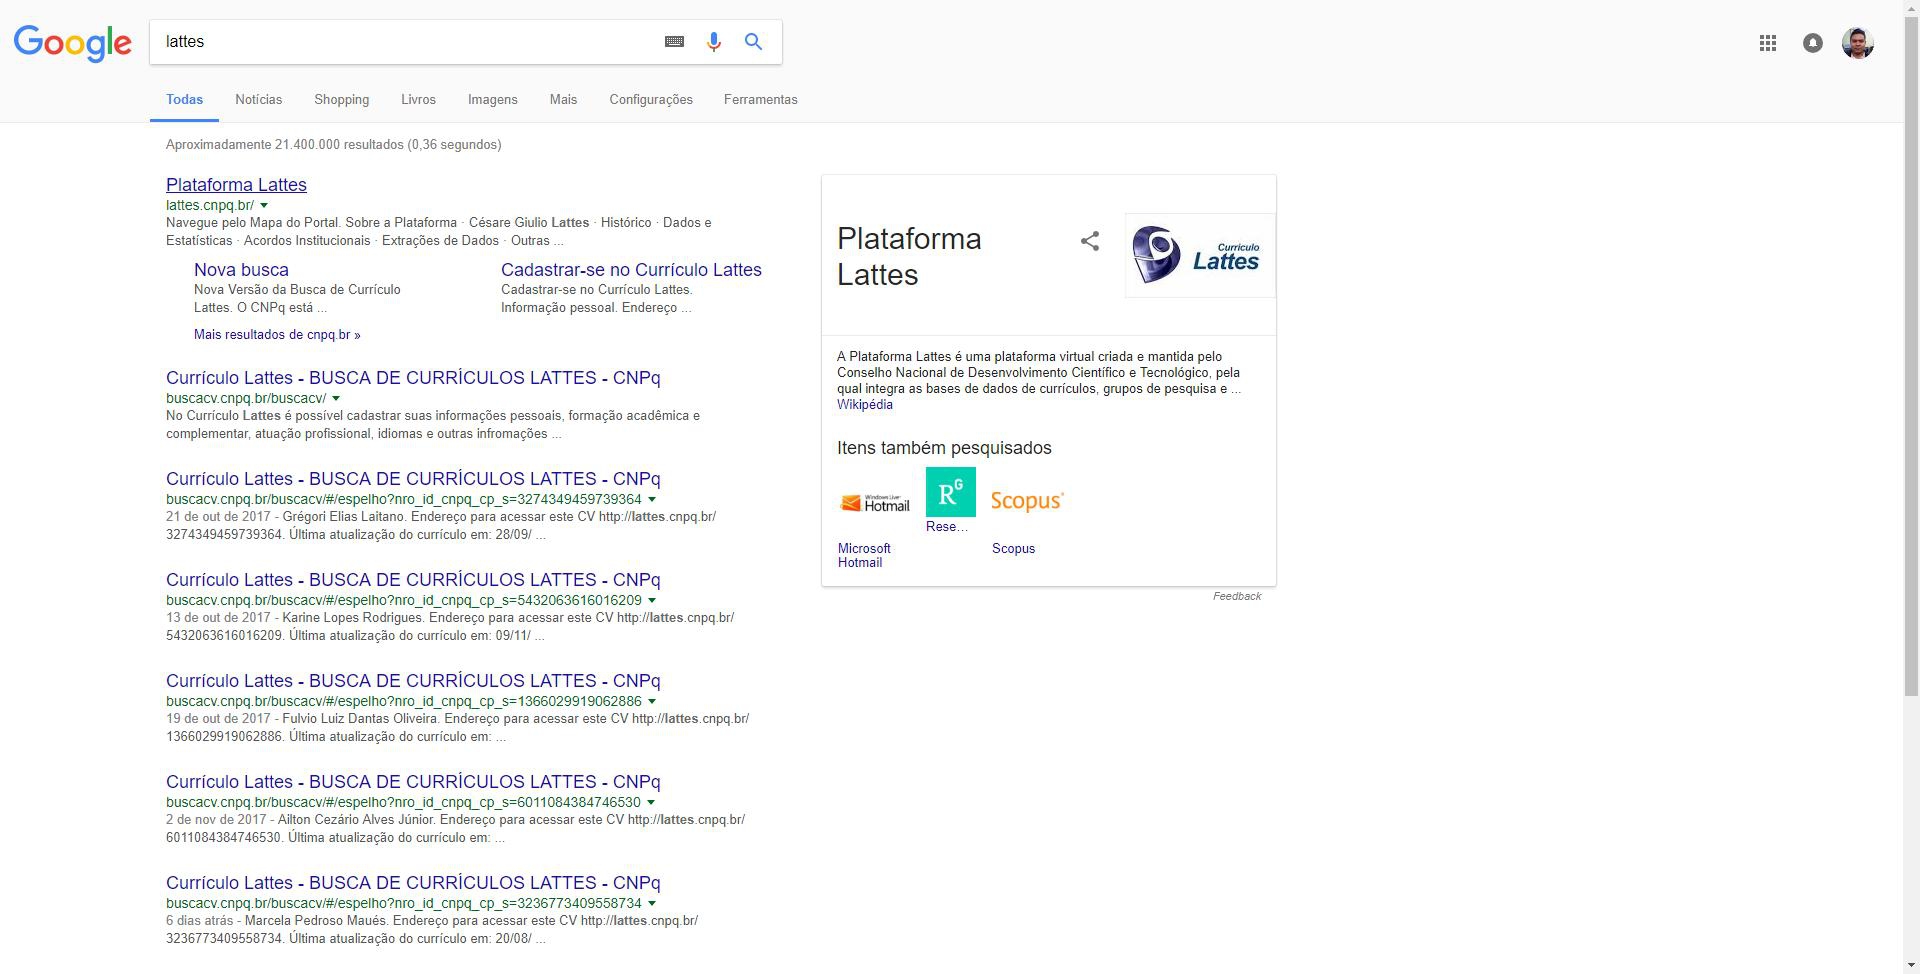 Google
lattes
Todas Notícias Shopping Livros Imagens Mais Configurações Ferramentas
Aproximadamente 21.400.000 resultados (0,36 segundos)
Plataforma Lattes
lattes.cnpq.br/
Navegue pelo Mapa do Portal. Sobre a Plataforma · Césare Giulio Lattes · Histórico · Dados e
Estatísticas · Acordos Institucionais · Extrações de Dados · Outras ...
Nova busca
Nova Versão da Busca de Currículo
Lattes. O CNPq está ...
Cadastrar-se no Currículo Lattes
Cadastrar-se no Currículo Lattes.
Informação pessoal. Endereço ...
Mais resultados de cnpq.br »
Currículo Lattes - BUSCA DE CURRÍCULOS LATTES - CNPq
buscacv.cnpq.br/buscacv/
No Currículo Lattes é possível cadastrar suas informações pessoais, formação acadêmica e
complementar, atuação profissional, idiomas e outras infromações ...
Currículo Lattes - BUSCA DE CURRÍCULOS LATTES - CNPq
buscacv.cnpq.br/buscacv/#/espelho?nro_id_cnpq_cp_s=3274349459739364
21 de out de 2017 - Grégori Elias Laitano. Endereço para acessar este CV http://lattes.cnpq.br/
3274349459739364. Última atualização do currículo em: 28/09/ ...
Currículo Lattes - BUSCA DE CURRÍCULOS LATTES - CNPq
buscacv.cnpq.br/buscacv/#/espelho?nro_id_cnpq_cp_s=5432063616016209
13 de out de 2017 - Karine Lopes Rodrigues. Endereço para acessar este CV http://lattes.cnpq.br/
5432063616016209. Última atualização do currículo em: 09/11/ ...
Currículo Lattes - BUSCA DE CURRÍCULOS LATTES - CNPq
buscacv.cnpq.br/buscacv/#/espelho?nro_id_cnpq_cp_s=1366029919062886
19 de out de 2017 - Fulvio Luiz Dantas Oliveira. Endereço para acessar este CV http://lattes.cnpq.br/
1366029919062886. Última atualização do currículo em: ...
Currículo Lattes - BUSCA DE CURRÍCULOS LATTES - CNPq
buscacv.cnpq.br/buscacv/#/espelho?nro_id_cnpq_cp_s=6011084384746530
2 de nov de 2017 - Ailton Cezário Alves Júnior. Endereço para acessar este CV http://lattes.cnpq.br/
6011084384746530. Última atualização do currículo em: ...
Currículo Lattes - BUSCA DE CURRÍCULOS LATTES - CNPq
buscacv.cnpq.br/buscacv/#/espelho?nro_id_cnpq_cp_s=3236773409558734
6 dias atrás - Marcela Pedroso Maués. Endereço para acessar este CV http://lattes.cnpq.br/
3236773409558734. Última atualização do currículo em: 20/08/ ...
Plataforma
Lattes
Currículo
Lattes
A Plataforma Lattes é uma plataforma virtual criada e mantida pelo
Conselho Nacional de Desenvolvimento Científico e Tecnológico, pela
qual integra as bases de dados de currículos, grupos de pesquisa e ...
Wikipédia
Itens também pesquisados
Windows Live
Hotmail
RG
Scopus
Rese...
Microsoft
Hotmail
Scopus
Feedback